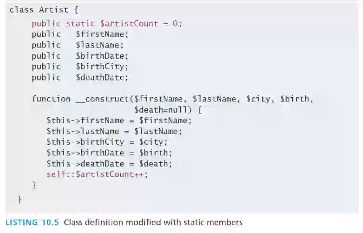 class Artist {
public static $artistCount = 0;
public $firstName;
public $lastName;
public $birthDate;
public $birthCity;
public $deathDate;
function __construct($firstName, $lastName, $city, $birth,
$death=null) {
$this->firstName = $firstName;
$this->lastName = $lastName;
$this->birthCity = $city;
$this->birthDate = $birth;
$this->deathDate = $death;
self::$artistCount++;
}
}
LISTING 10.5 Class definition modified with static members